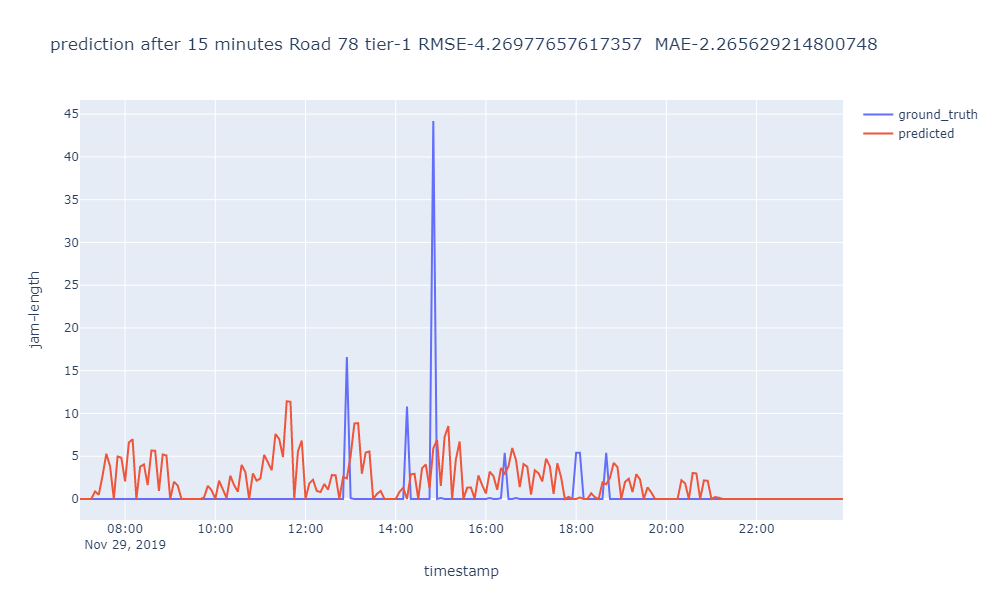 prediction after 15 minutes Road 78 tier-1 RMSE-4.26977657617357  MAE-2.265629214800748
ground_truth
predicted
jam-length
45
40
35
30
25
20
15
10
5
0
08:00 10:00 12:00 14:00 16:00 18:00 20:00 22:00
Nov 29, 2019
timestamp